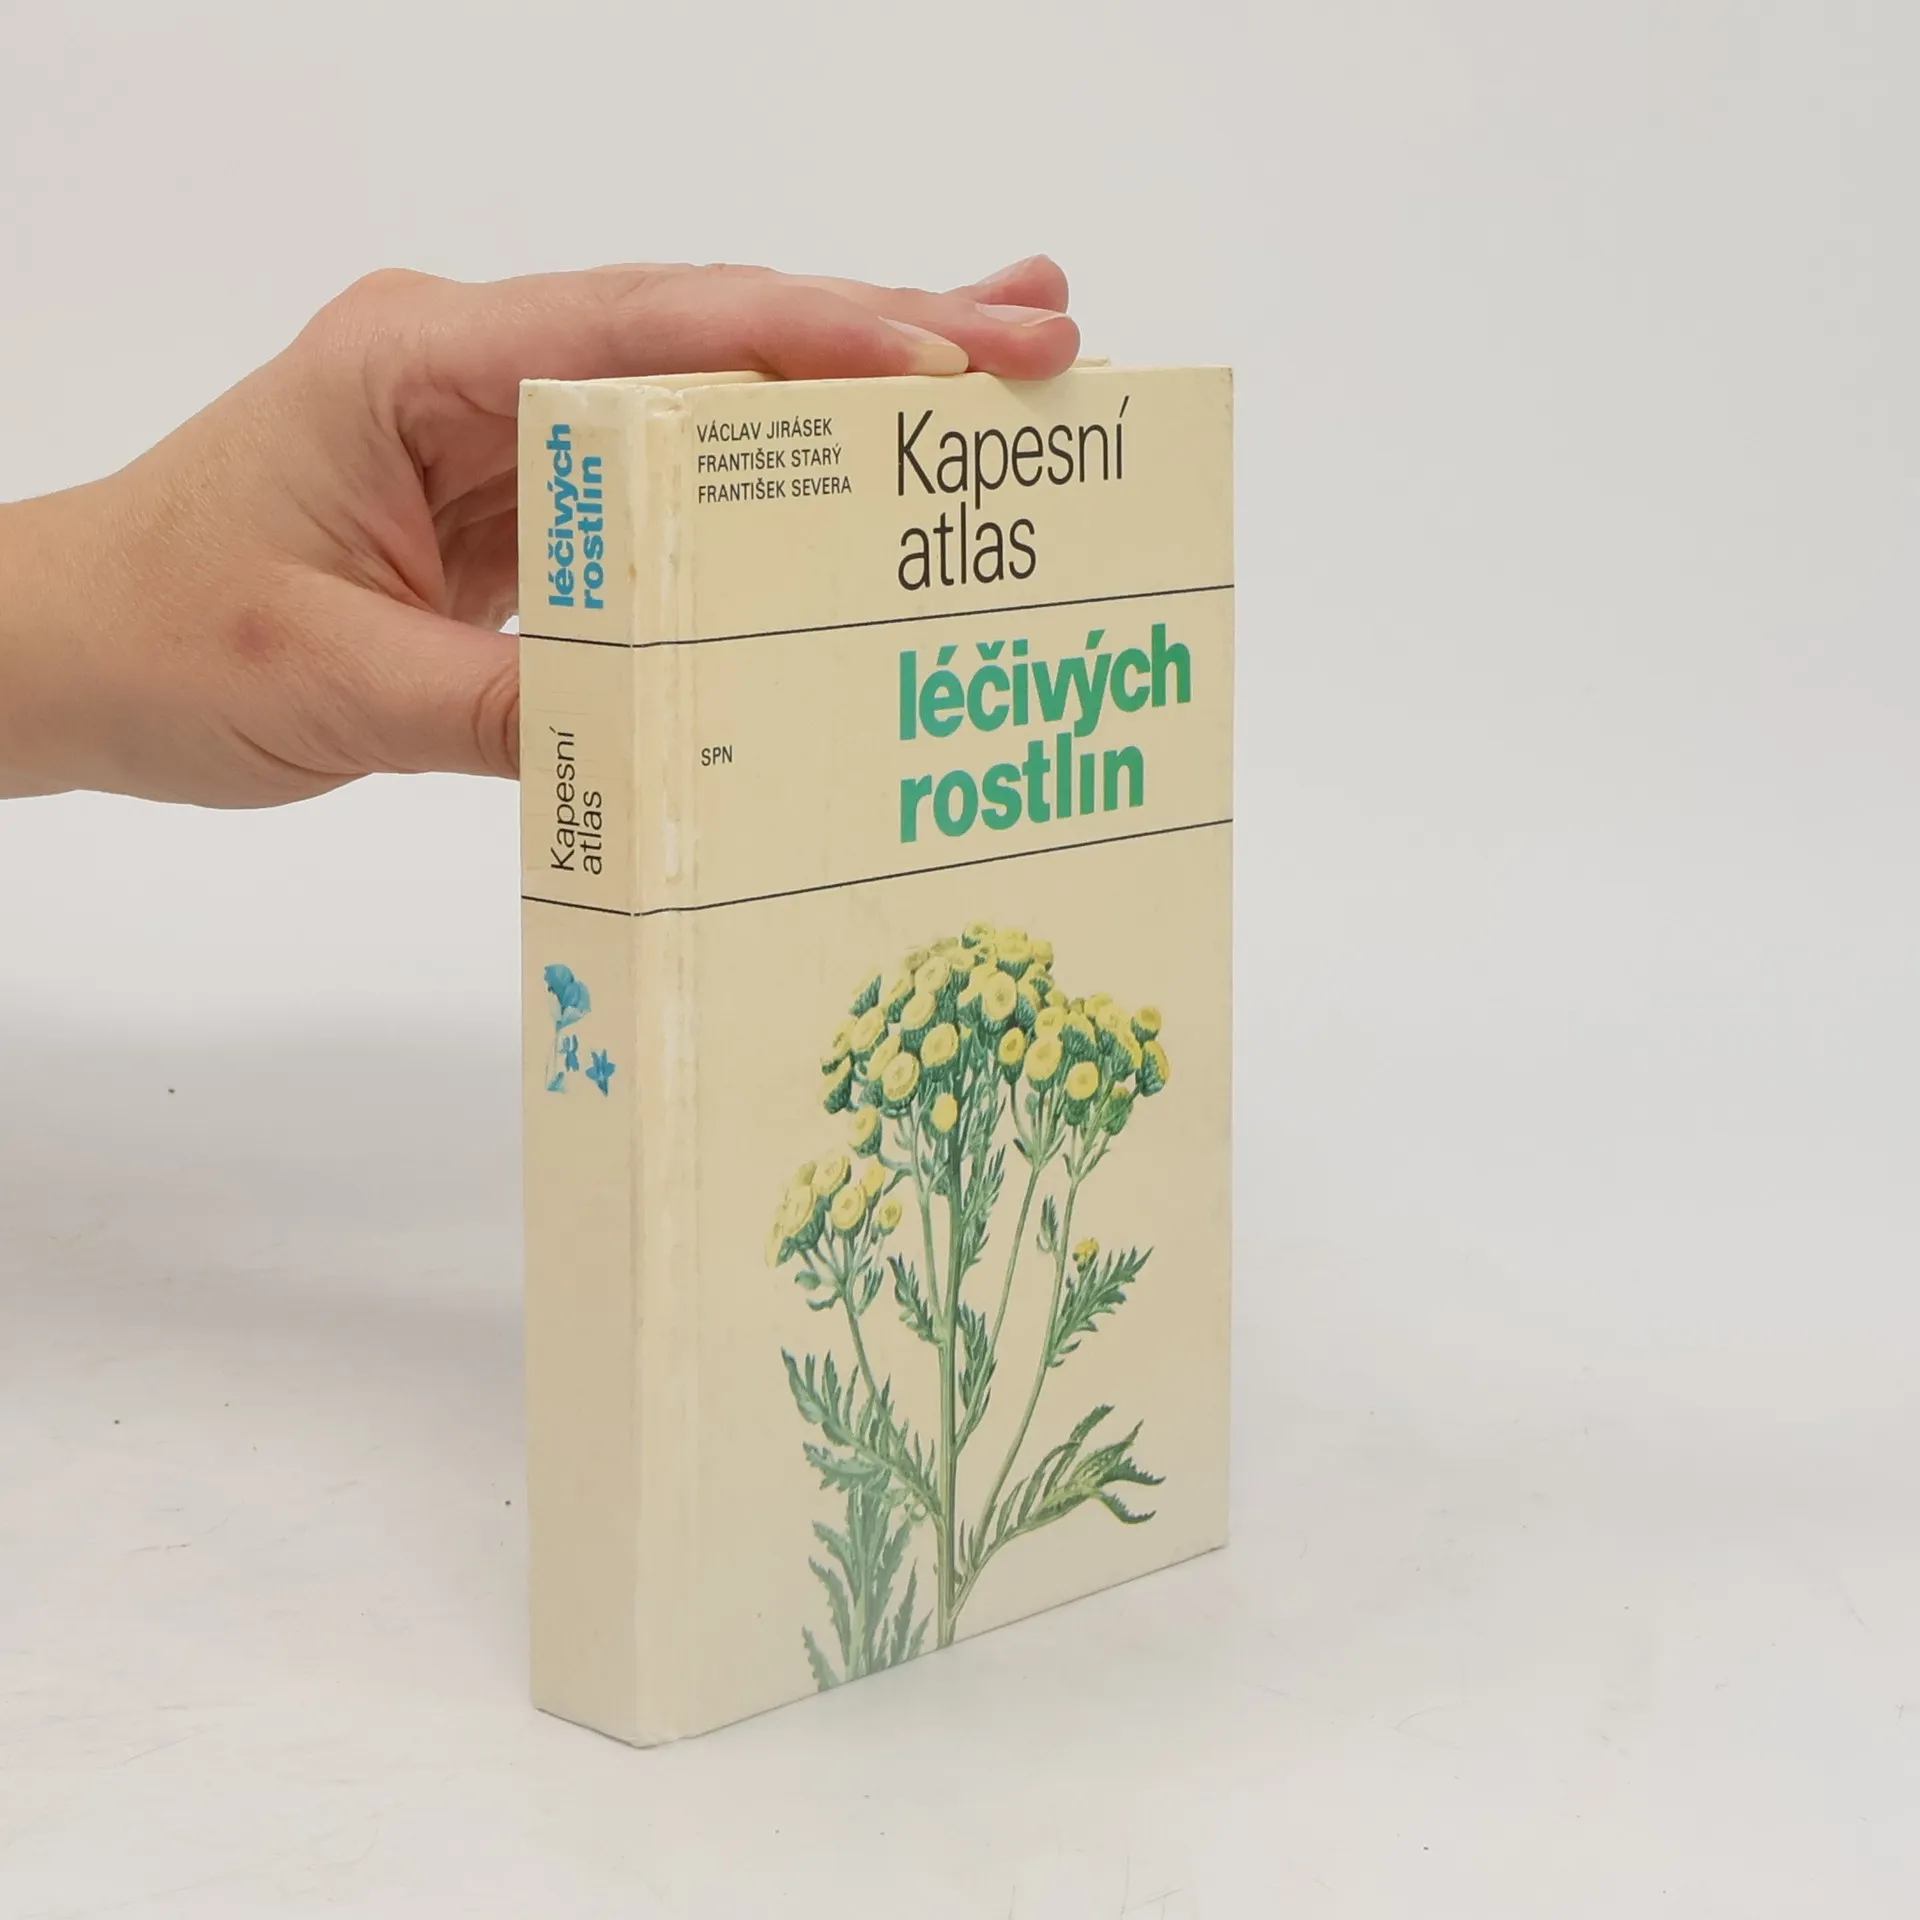 léčivých
rostlin
Kapesní
atlas
VÁCLAV JIRÁSEK
FRANTIŠEK STARÝ
FRANTIŠEK SEVERA
Kapesní
atlas
léčivých
rostlin
SPN